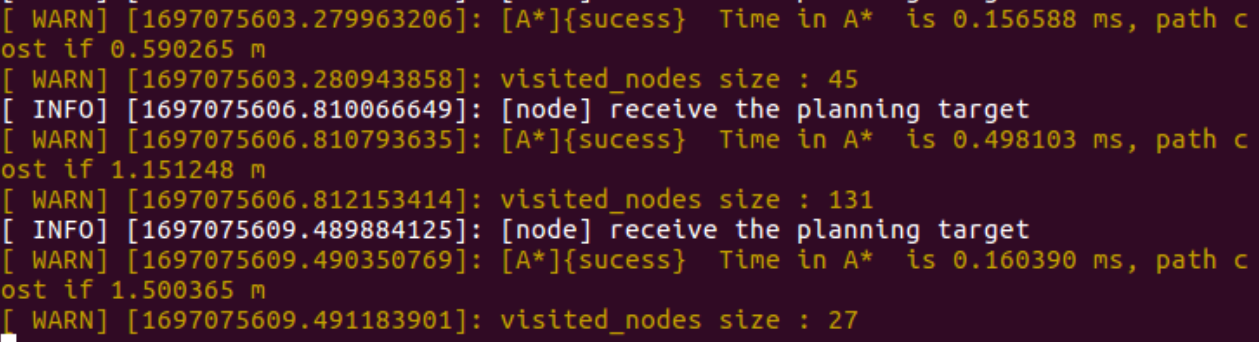 [ WARN] [1697075603.279963206]: [A*]{sucess}  Time in A*  is 0.156588 ms, path c
ost if 0.590265 m
[ WARN] [1697075603.280943858]: visited_nodes size : 45
[ INFO] [1697075606.810066649]: [node] receive the planning target
[ WARN] [1697075606.810793635]: [A*]{sucess}  Time in A*  is 0.498103 ms, path c
ost if 1.151248 m
[ WARN] [1697075606.812153414]: visited_nodes size : 131
[ INFO] [1697075609.489884125]: [node] receive the planning target
[ WARN] [1697075609.490350769]: [A*]{sucess}  Time in A*  is 0.160390 ms, path c
ost if 1.500365 m
[ WARN] [1697075609.491183901]: visited_nodes size : 27